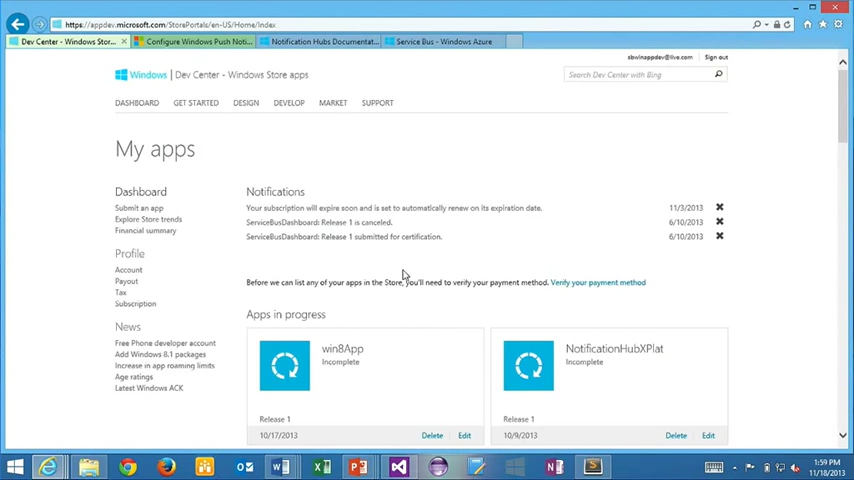 https://appdev.microsoft.com/StorePortals/en-US/Home/Index
Dev Center - Windows Stor...
Configure Windows Push Noti...
Notification Hubs Documentat...
Service Bus - Windows Azure
sbwinappdev@live.com Sign out
Windows Dev Center - Windows Store apps
Search Dev Center with Bing
DASHBOARD GET STARTED DESIGN DEVELOP MARKET SUPPORT
My apps
Dashboard
Submit an app
Explore Store trends
Financial summary
Profile
Account
Payout
Tax
Subscription
News
Free Phone developer account
Add Windows 8.1 packages
Increase in app roaming limits
Age ratings
Latest Windows ACK
Notifications
Your subscription will expire soon and is set to automatically renew on its expiration date. 11/3/2013
ServiceBusDashboard: Release 1 is canceled. 6/10/2013
ServiceBusDashboard: Release 1 submitted for certification. 6/10/2013
Before we can list any of your apps in the Store, you'll need to verify your payment method. Verify your payment method
Apps in progress
win8App
Incomplete
Release 1
10/17/2013 Delete Edit
NotificationHubXPlat
Incomplete
Release 1
10/9/2013 Delete Edit
1:59 PM
11/18/2013